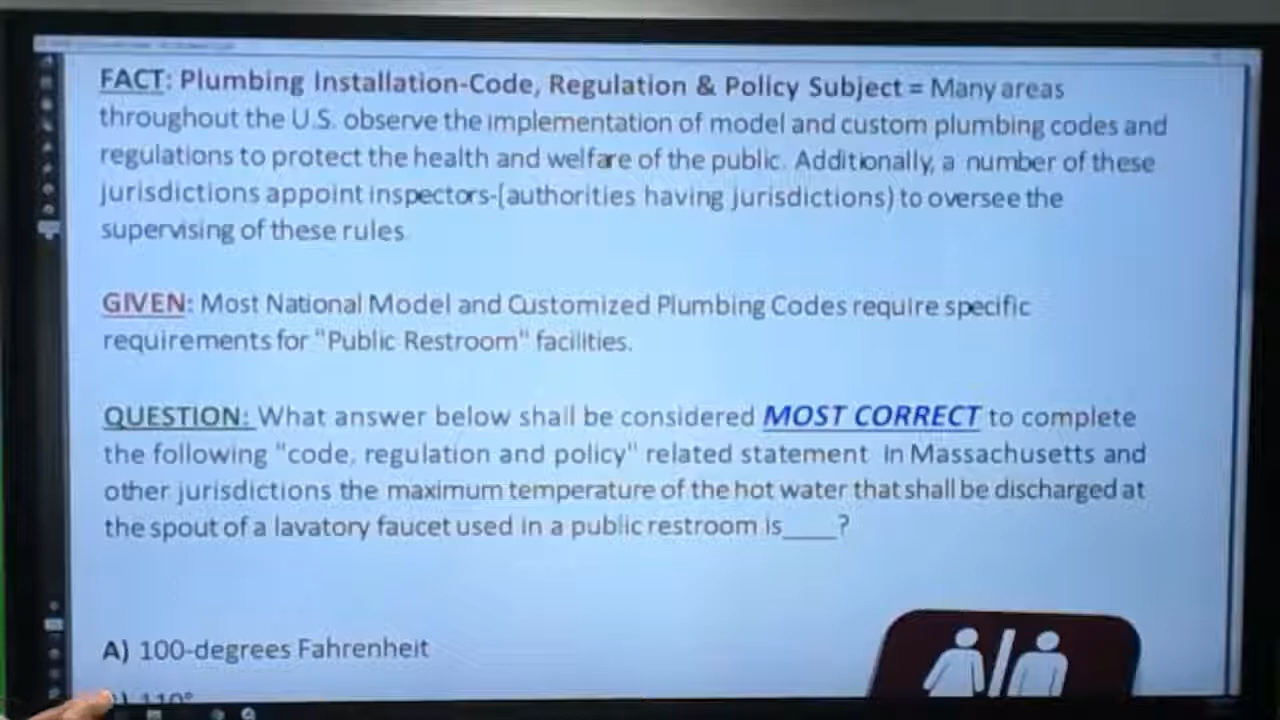 FACT: Plumbing Installation-Code, Regulation & Policy Subject = Many areas
throughout the U.S. observe the implementation of model and custom plumbing codes and
regulations to protect the health and welfare of the public. Additionally, a number of these
jurisdictions appoint inspectors-[authorities having jurisdictions) to oversee the
supervising of these rules
GIVEN: Most National Model and Customized Plumbing Codes require specific
requirements for "Public Restroom" facilities.
QUESTION: What answer below shall be considered MOST CORRECT to complete
the following "code, regulation and policy" related statement In Massachusetts and
other jurisdictions the maximum temperature of the hot water that shall be discharged at
the spout of a lavatory faucet used in a public restroom is____?
A) 100-degrees Fahrenheit
110°